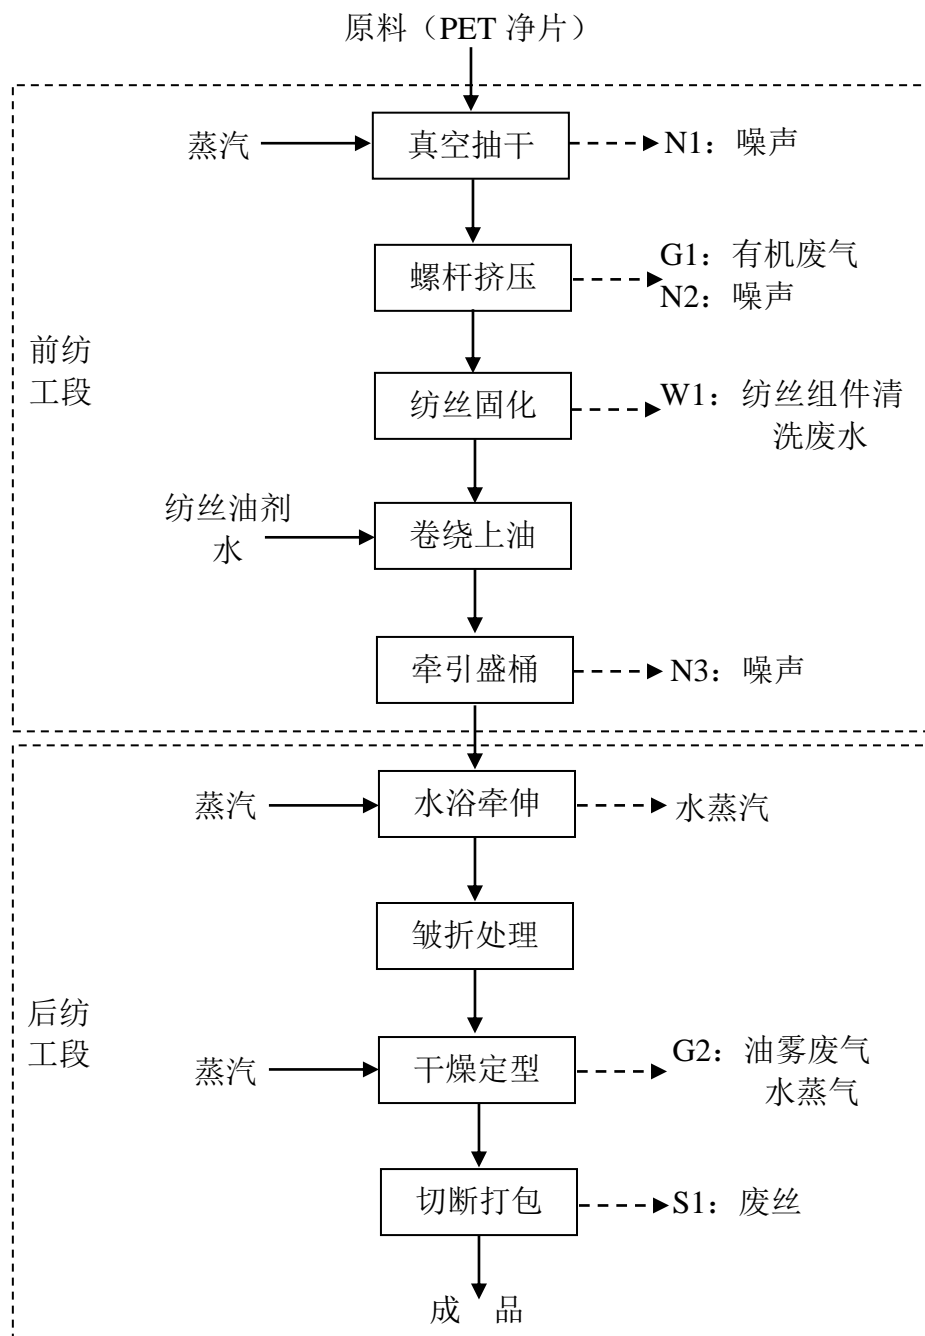 原料（PET 净片）
蒸汽
真空抽干
N1：噪声
螺杆挤压
G1：有机废气
N2：噪声
前纺
工段
纺丝固化
W1：纺丝组件清
洗废水
纺丝油剂
水
卷绕上油
牵引盛桶
N3：噪声
蒸汽
水浴牵伸
水蒸汽
皱折处理
后纺
工段
蒸汽
干燥定型
G2：油雾废气
水蒸气
切断打包
S1：废丝
成 品